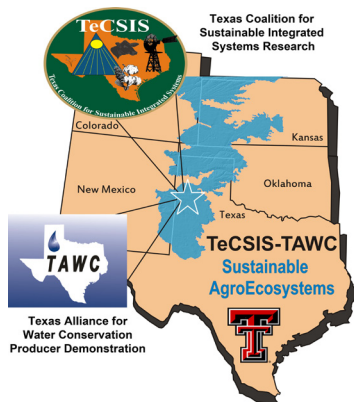 TeCSIS
Texas Coalition for Sustainable Integrated Systems
Texas Coalition for
Sustainable Integrated
Systems Research
Colorado
Kansas
New Mexico
Oklahoma
Texas
TeCSIS-TAWC
Sustainable
AgroEcosystems
TAWC
Texas Alliance for
Water Conservation
Producer Demonstration
T